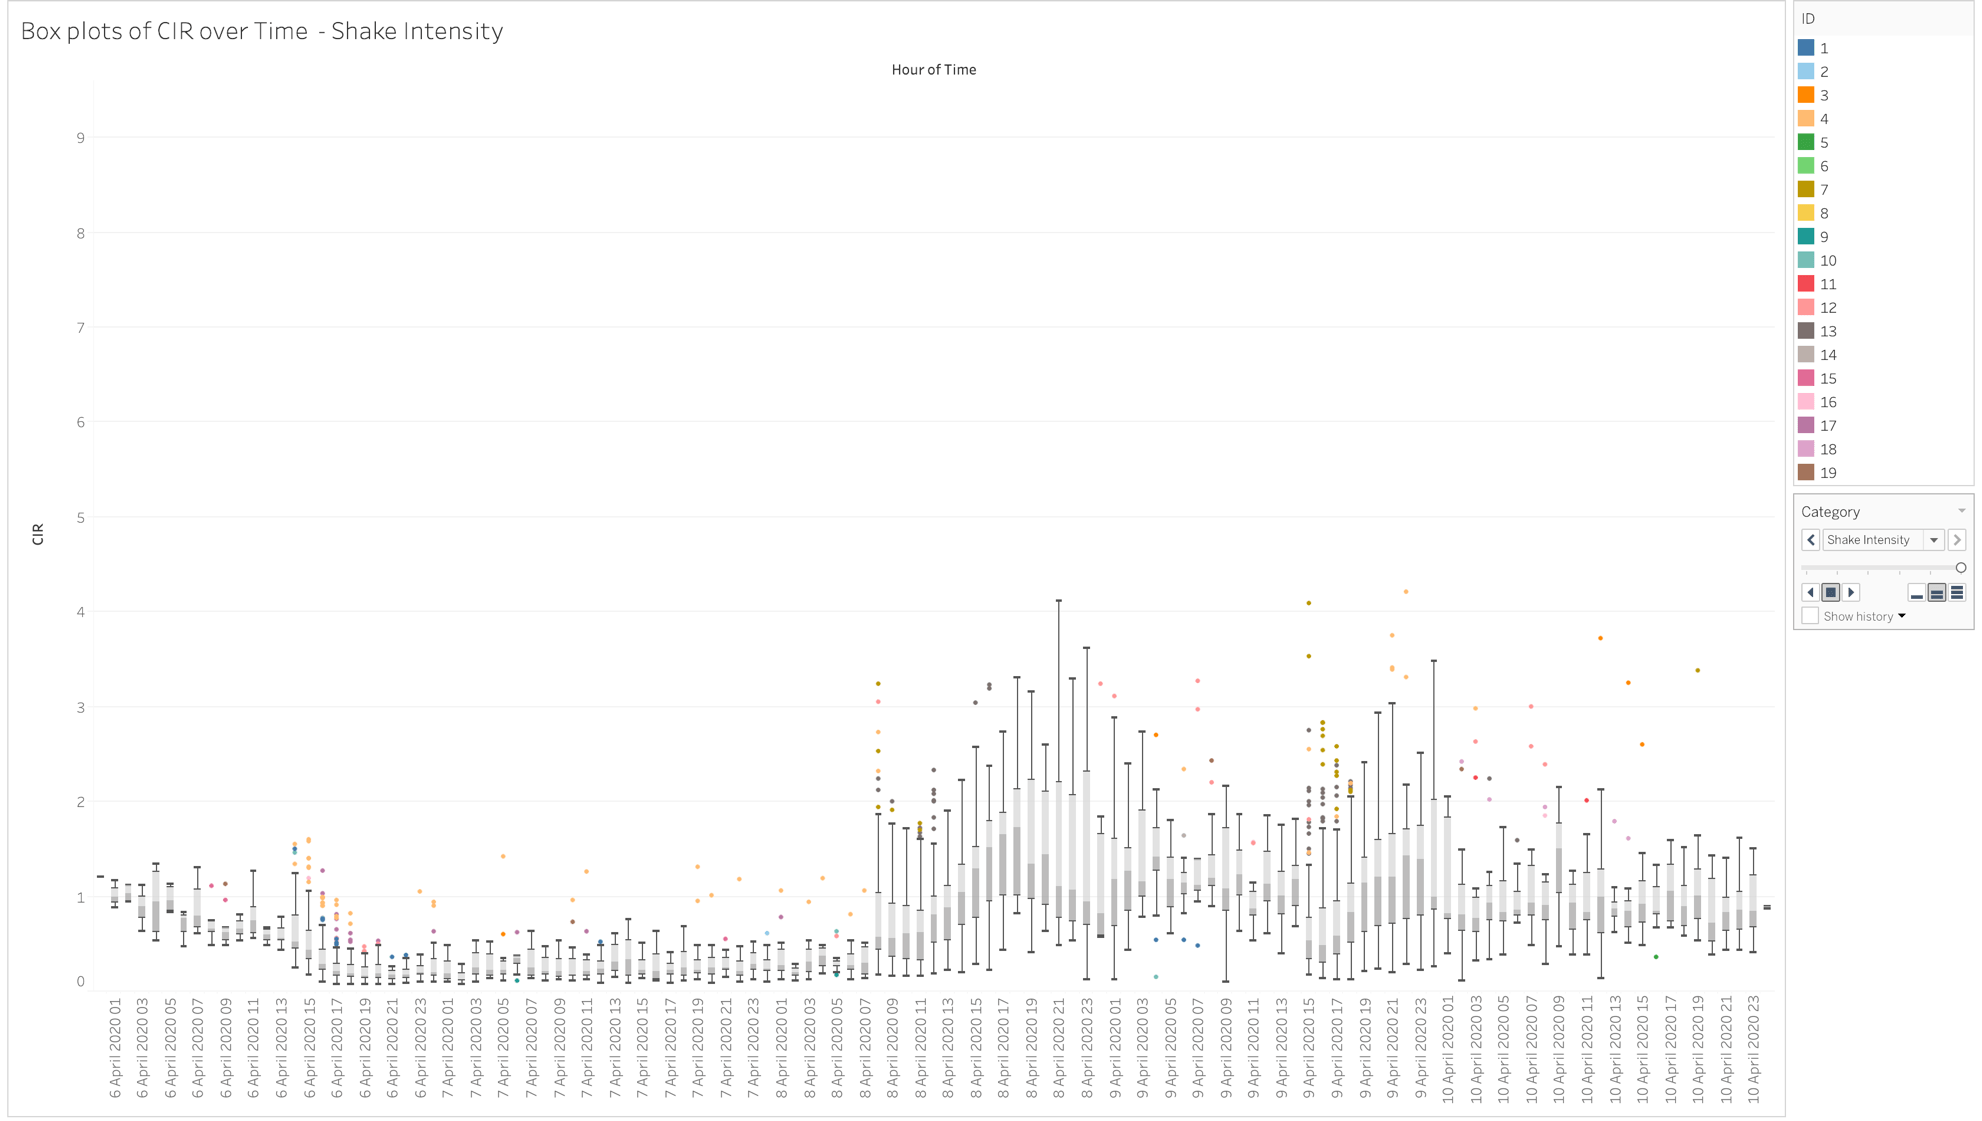 Box plots of CIR over Time - Shake Intensity
Hour of Time
9
8
7
6
5
4
3
2
1
0
CIR
6 April 2020 01
6 April 2020 03
6 April 2020 05
6 April 2020 07
6 April 2020 09
6 April 2020 11
6 April 2020 13
6 April 2020 15
6 April 2020 17
6 April 2020 19
6 April 2020 21
6 April 2020 23
7 April 2020 01
7 April 2020 03
7 April 2020 05
7 April 2020 07
7 April 2020 09
7 April 2020 11
7 April 2020 13
7 April 2020 15
7 April 2020 17
7 April 2020 19
7 April 2020 21
7 April 2020 23
8 April 2020 01
8 April 2020 03
8 April 2020 05
8 April 2020 07
8 April 2020 09
8 April 2020 11
8 April 2020 13
8 April 2020 15
8 April 2020 17
8 April 2020 19
8 April 2020 21
8 April 2020 23
9 April 2020 01
9 April 2020 03
9 April 2020 05
9 April 2020 07
9 April 2020 09
9 April 2020 11
9 April 2020 13
9 April 2020 15
9 April 2020 17
9 April 2020 19
9 April 2020 21
9 April 2020 23
10 April 2020 01
10 April 2020 03
10 April 2020 05
10 April 2020 07
10 April 2020 09
10 April 2020 11
10 April 2020 13
10 April 2020 15
10 April 2020 17
10 April 2020 19
10 April 2020 21
10 April 2020 23
ID
1
2
3
4
5
6
7
8
9
10
11
12
13
14
15
16
17
18
19
Category
Shake Intensity
Show history